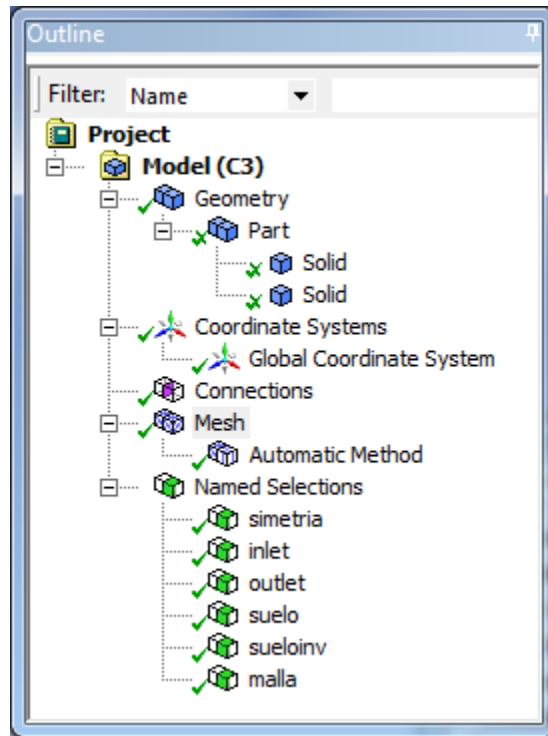 Outline
Filter: Name
Project
Model (C3)
Geometry
Part
Solid
Solid
Coordinate Systems
Global Coordinate System
Connections
Mesh
Automatic Method
Named Selections
simetria
inlet
outlet
suelo
sueloinv
malla